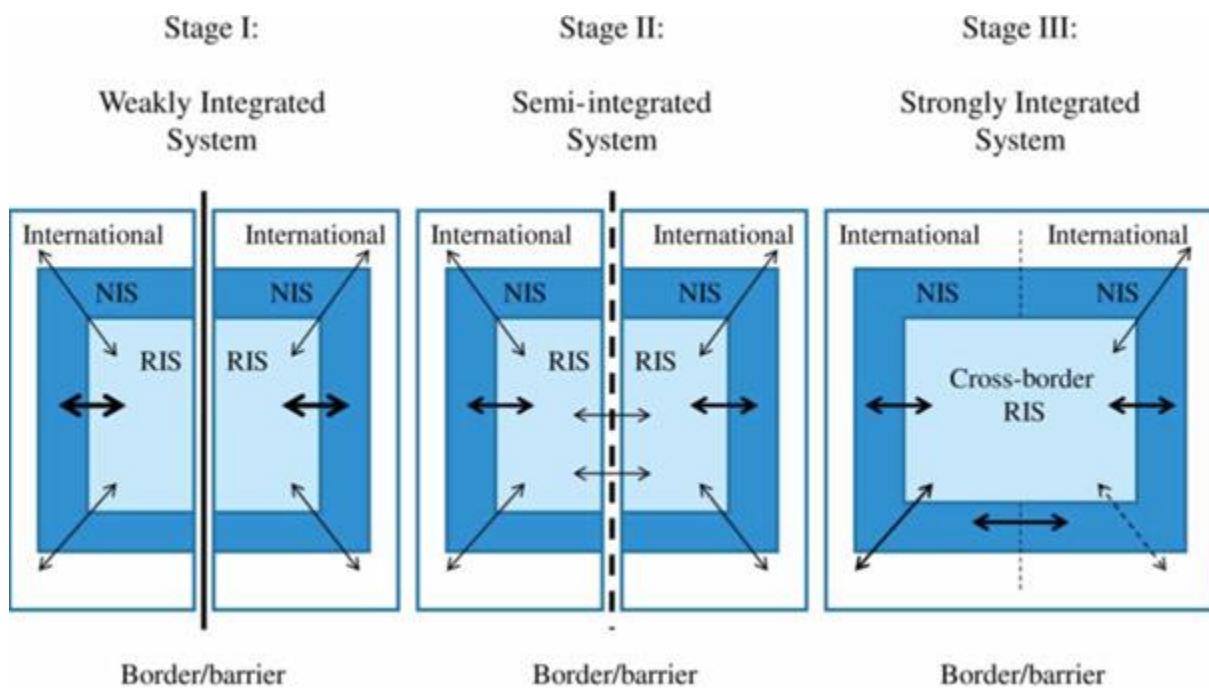 Stage I:
Weakly Integrated
System
Stage II:
Semi-integrated
System
Stage III:
Strongly Integrated
System
International
International
NIS
NIS
RIS
RIS
Border/barrier
International
International
NIS
NIS
RIS
RIS
Border/barrier
International
International
NIS
NIS
Cross-border
RIS
Border/barrier